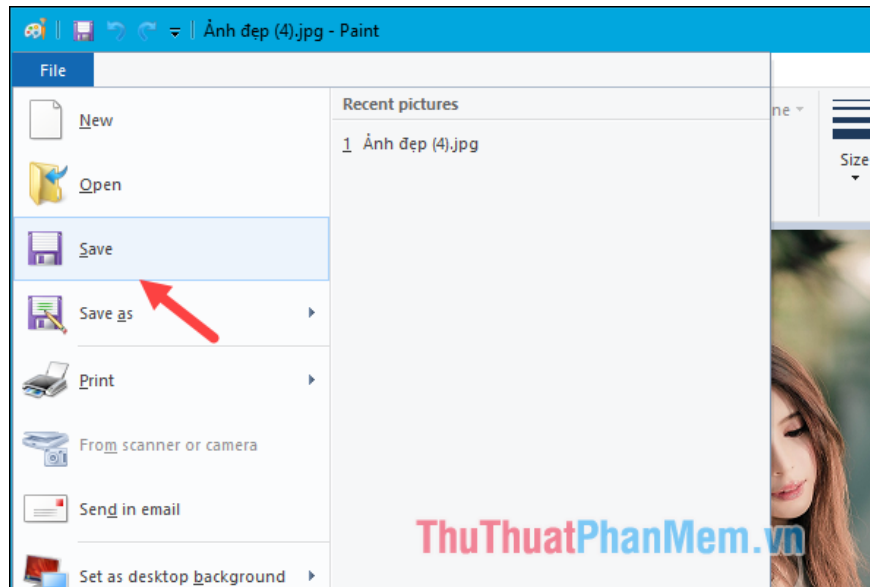 Ảnh đẹp (4).jpg - Paint
File
New
Open
Save
Save as
Print
From scanner or camera
Send in email
Set as desktop background
Recent pictures
1 Ảnh đẹp (4).jpg
ne
Size
ThuThuatPhanMem.vn